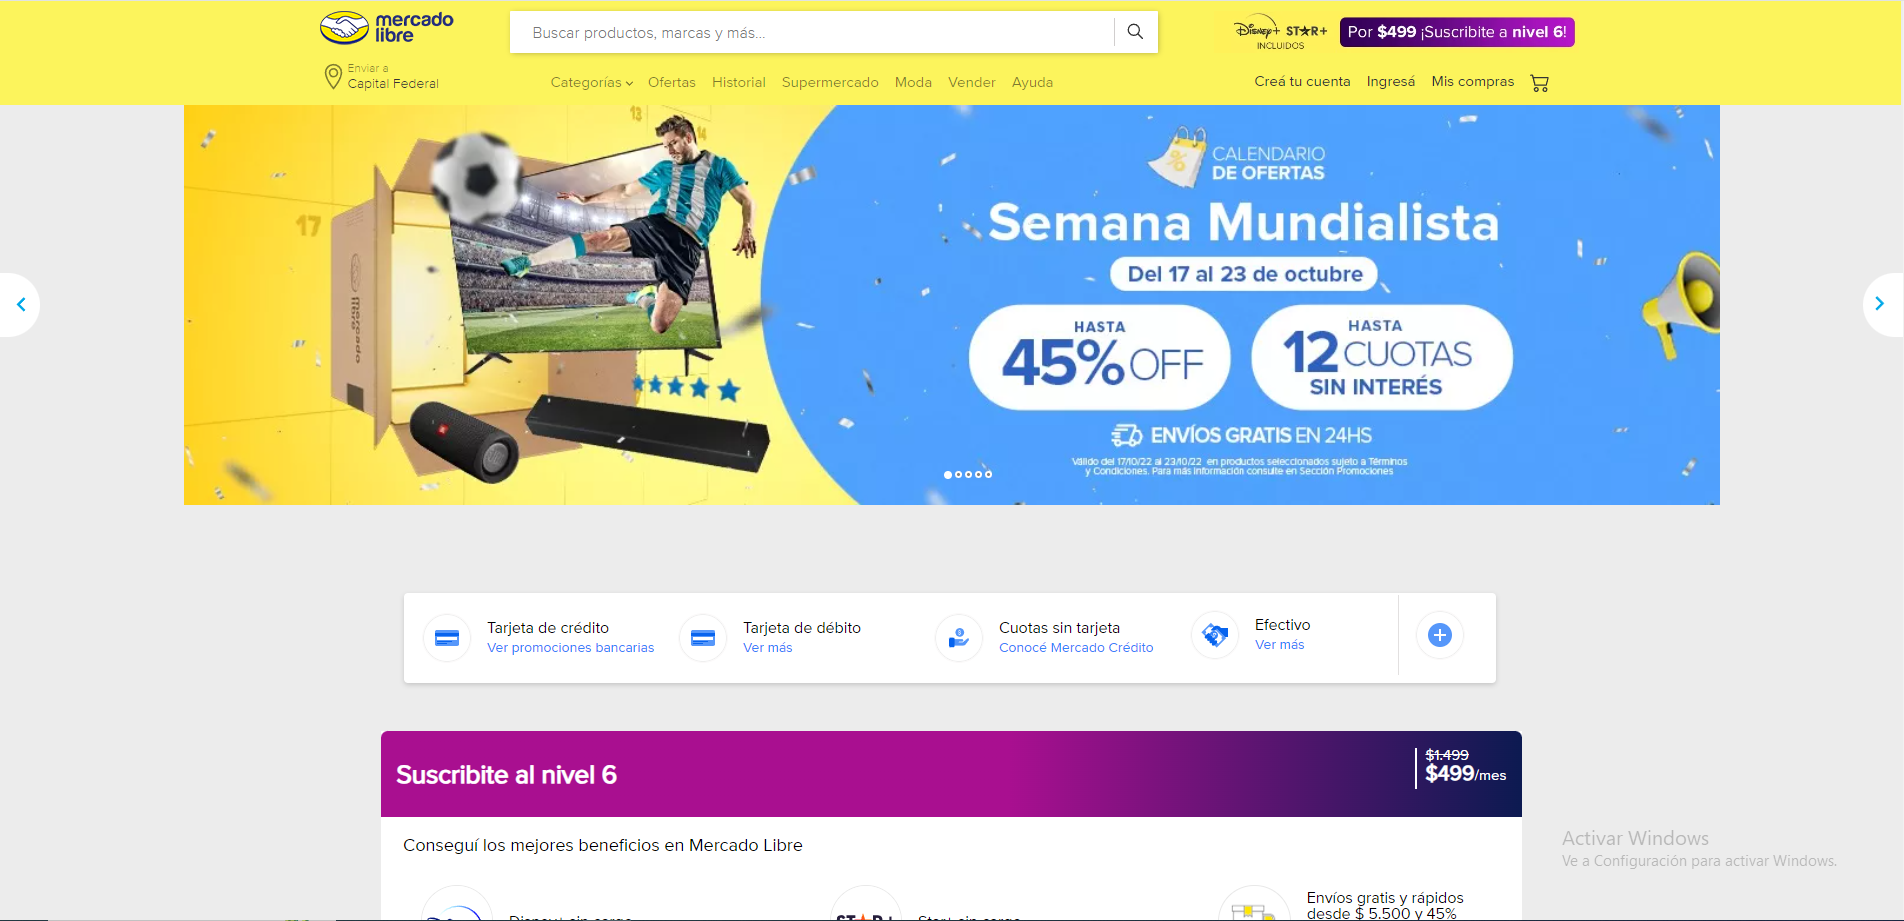 mercado
libre
Buscar productos, marcas y más...
Disney+ STAR+
INCLUIDOS
Por $499 ¡Suscribite a nivel 6!
Enviar a
Capital Federal
Categorías Ofertas Historial Supermercado Moda Vender Ayuda
Creá tu cuenta Ingresá Mis compras
13
14
17
mercado
libre
JBL
CALENDARIO
DE OFERTAS
Semana Mundialista
Del 17 al 23 de octubre
HASTA
45% OFF
HASTA
12 CUOTAS
SIN INTERÉS
ENVÍOS GRATIS EN 24HS
Válido del 17/10/22 al 23/10/22 en productos seleccionados sujeto a Términos
y Condiciones. Para más información consulte en Sección Promociones
Tarjeta de crédito
Ver promociones bancarias
Tarjeta de débito
Ver más
Cuotas sin tarjeta
Conocé Mercado Crédito
Efectivo
Ver más
Suscribite al nivel 6
$1.499
$499/mes
Conseguí los mejores beneficios en Mercado Libre
Disney+ sin cargo
STAR+
Star+ sin cargo
Envíos gratis y rápidos
desde $ 5.500 y 45%
Activar Windows
Ve a Configuración para activar Windows.